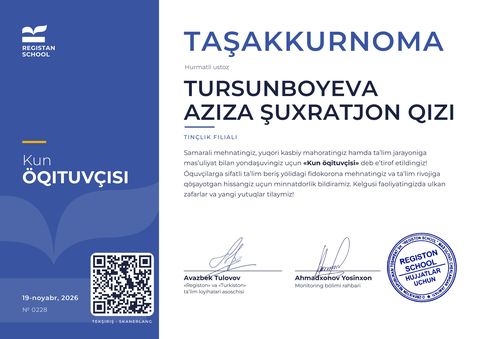 REGISTAN
SCHOOL
TAŞAKKURNOMA
Hurmatli ustoz
TURSUNBOYEVA
AZIZA ŞUXRATJON QIZI
TINÇLIK FILIALI
Samarali mehnatingiz, yuqori kasbiy mahoratingiz hamda ta'lim jarayoniga
mas'uliyat bilan yondaşuvingiz uçun «Kun öqituvçisi» deb e'tirof etildingiz!
Öquvçilarga sifatli ta'lim beriş yölidagi fidokorona mehnatingiz va ta'lim rivojiga
qöşayotgan hissangiz uçun minnatdorlik bildiramiz. Kelgusi faoliyatingizda ulkan
zafarlar va yangi yutuqlar tilaymiz!
Kun
ÖQITUVÇISI
Avazbek Tulovov
«Registon» va «Turkiston»
ta'lim loyihalari asoschisi
Ahmadxonov Yosinxon
Monitoring bölimi rahbari
REGISTON
SCHOOL
HUJJATLAR
UCHUN
19-noyabr, 2026
№ 0228
TEKŞIRIŞ - SKANERLANG